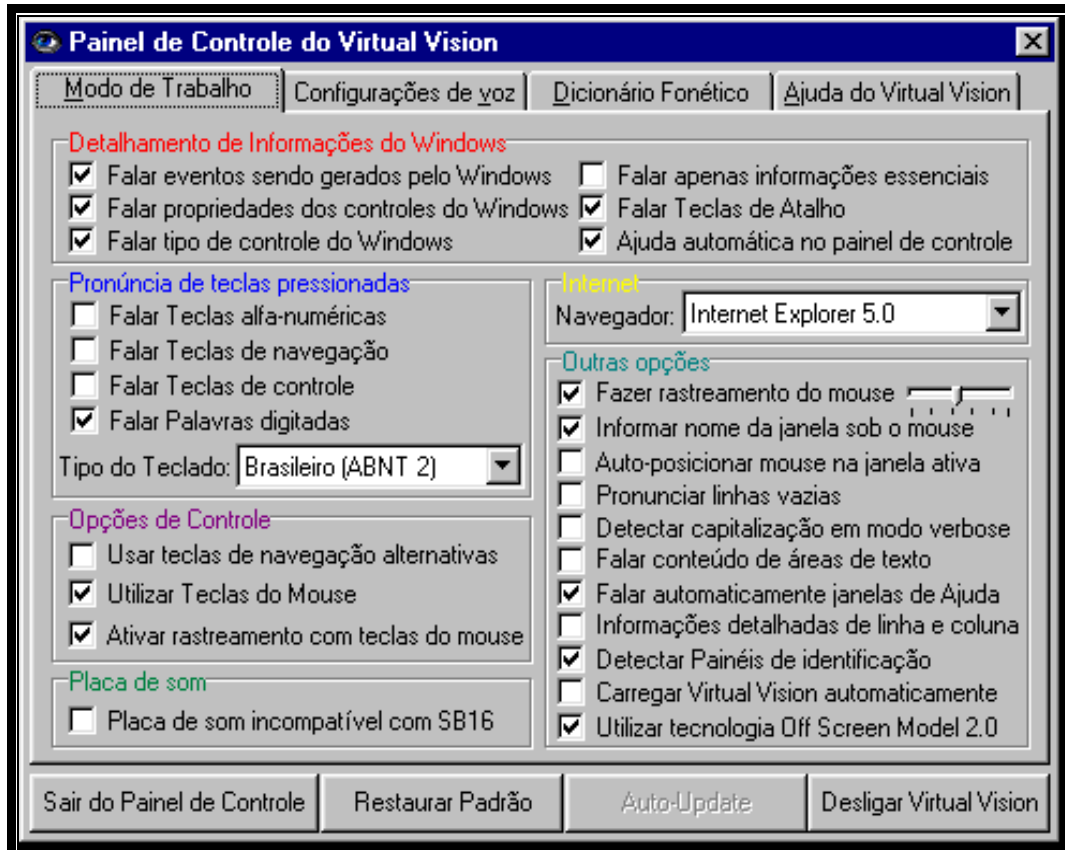 Painel de Controle do Virtual Vision
Modo de Trabalho
Configurações de voz
Dicionário Fonético
Ajuda do Virtual Vision
Detalhamento de Informações do Windows
Falar eventos sendo gerados pelo Windows
Falar apenas informações essenciais
Falar propriedades dos controles do Windows
Falar Teclas de Atalho
Falar tipo de controle do Windows
Ajuda automática no painel de controle
Pronúncia de teclas pressionadas
Falar Teclas alfa-numéricas
Falar Teclas de navegação
Falar Teclas de controle
Falar Palavras digitadas
Tipo do Teclado: Brasileiro (ABNT 2)
Opções de Controle
Usar teclas de navegação alternativas
Utilizar Teclas do Mouse
Ativar rastreamento com teclas do mouse
Placa de som
Placa de som incompatível com SB16
Internet
Navegador: Internet Explorer 5.0
Outras opções
Fazer rastreamento do mouse
Informar nome da janela sob o mouse
Auto-posicionar mouse na janela ativa
Pronunciar linhas vazias
Detectar capitalização em modo verbose
Falar conteúdo de áreas de texto
Falar automaticamente janelas de Ajuda
Informações detalhadas de linha e coluna
Detectar Painéis de identificação
Carregar Virtual Vision automaticamente
Utilizar tecnologia Off Screen Model 2.0
Sair do Painel de Controle
Restaurar Padrão
Auto-Update
Desligar Virtual Vision